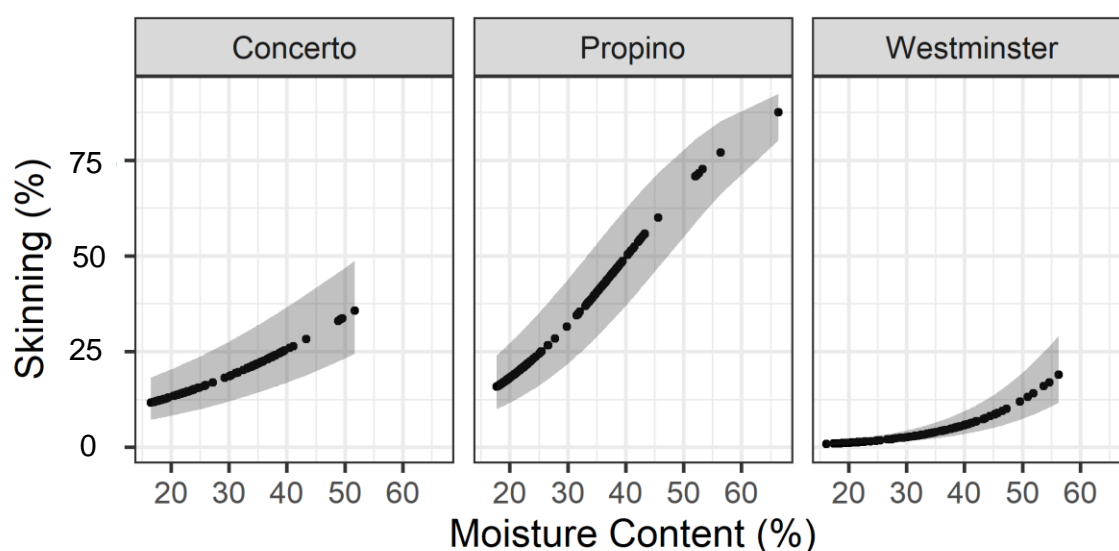 Concerto Propino Westminster
Skinning (%)
75
50
25
0
20 30 40 50 60 20 30 40 50 60 20 30 40 50 60
Moisture Content (%)